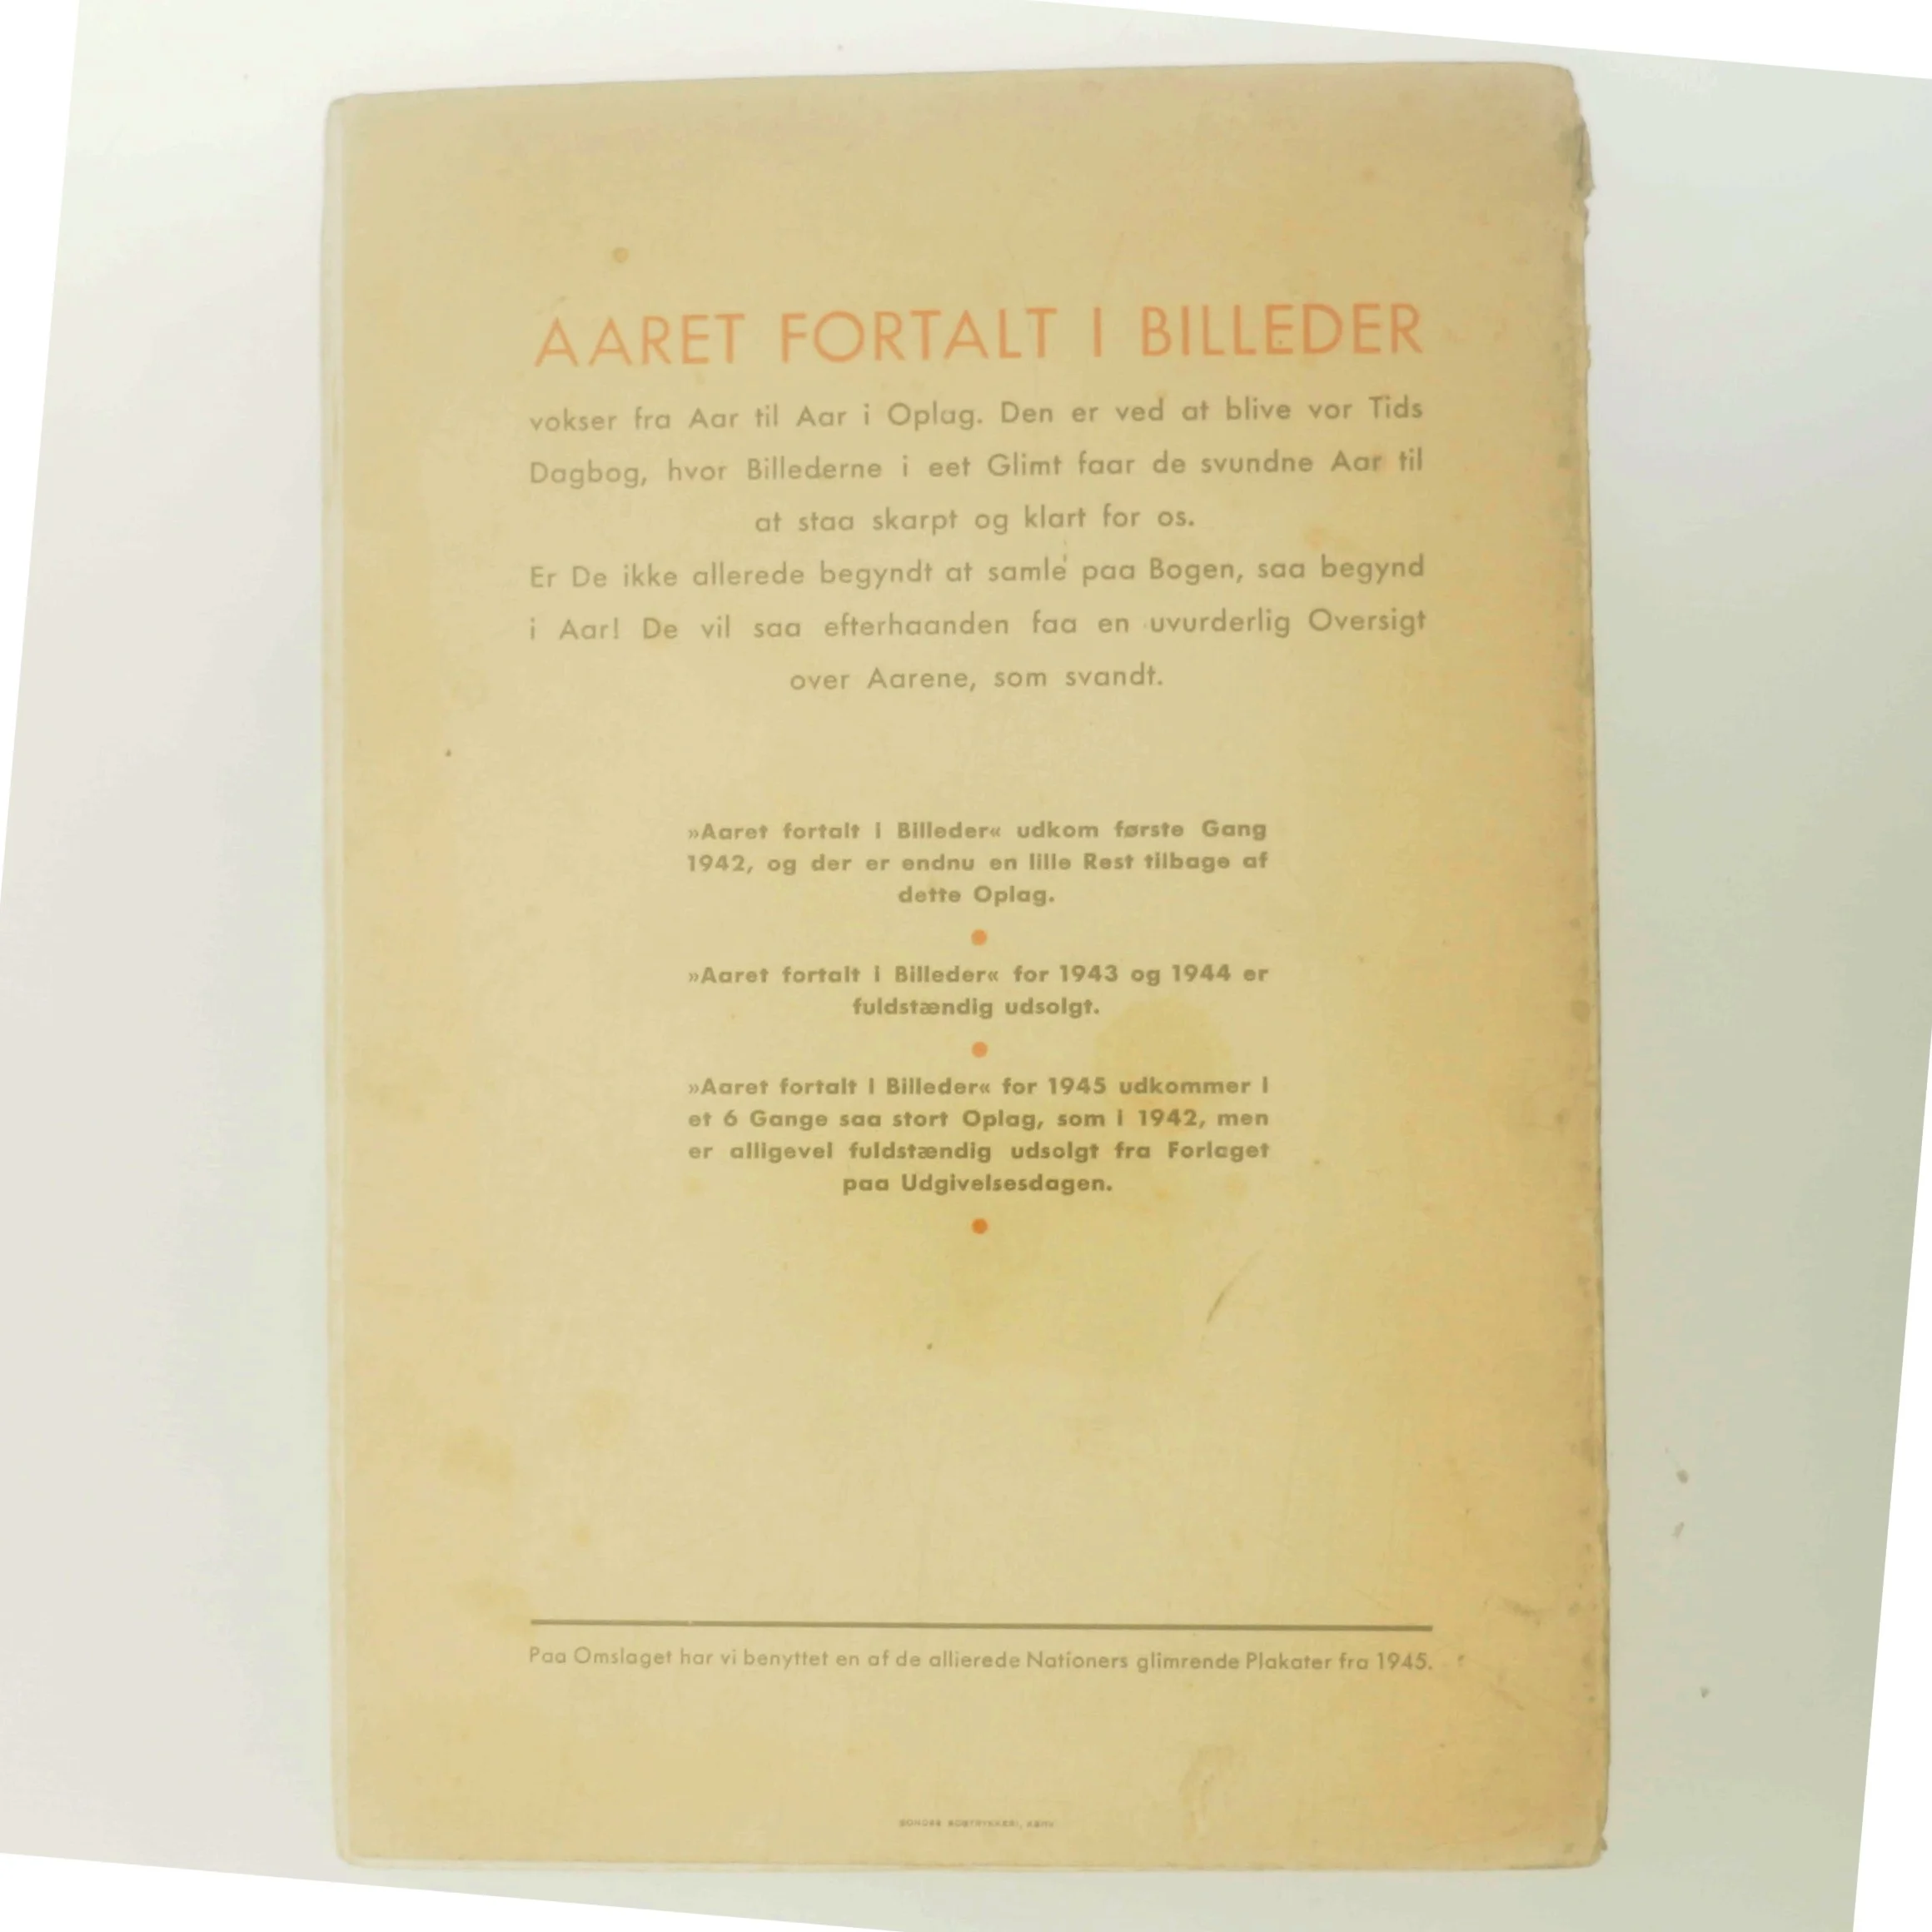 AARET FORTALT I BILLEDER
vokser fra Aar til Aar i Oplag. Den er ved at blive vor Tids
Dagbog, hvor Billederne i eet Glimt faar de svundne Aar til
at staa skarpt og klart for os.
Er De ikke allerede begyndt at samle paa Bogen, saa begynd
i Aar! De vil saa efterhaanden faa en uvurderlig Oversigt
over Aarene, som svandt.
»Aaret fortalt i Billeder« udkom første Gang
1942, og der er endnu en lille Rest tilbage af
dette Oplag.
»Aaret fortalt i Billeder« for 1943 og 1944 er
fuldstændig udsolgt.
»Aaret fortalt I Billeder« for 1945 udkommer I
et 6 Gange saa stort Oplag, som i 1942, men
er alligevel fuldstændig udsolgt fra Forlaget
paa Udgivelsesdagen.
Paa Omslaget har vi benyttet en af de allierede Nationers glimrende Plakater fra 1945.